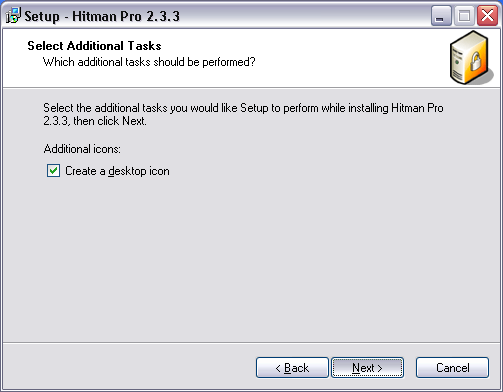 Setup - Hitman Pro 2.3.3
Select Additional Tasks
Which additional tasks should be performed?
Select the additional tasks you would like Setup to perform while installing Hitman Pro
2.3.3, then click Next.
Additional icons:
Create a desktop icon
< Back
Next >
Cancel